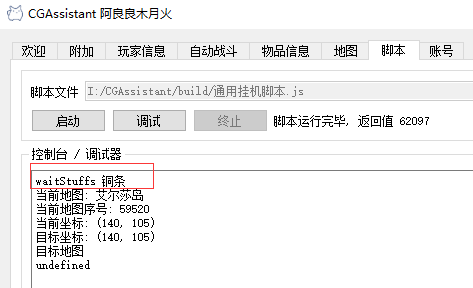 CGAssistant 阿良良木月火
欢迎 附加 玩家信息 自动战斗 物品信息 地图 脚本 账号
脚本文件 I:/CGAssistant/build/通用挂机脚本.js
启动 调试 终止 脚本运行完毕, 返回值 62097
控制台 / 调试器
waitStuffs 铜条
当前地图: 艾尔莎岛
当前地图序号: 59520
当前坐标: (140, 105)
目标坐标: (140, 105)
目标地图
undefined